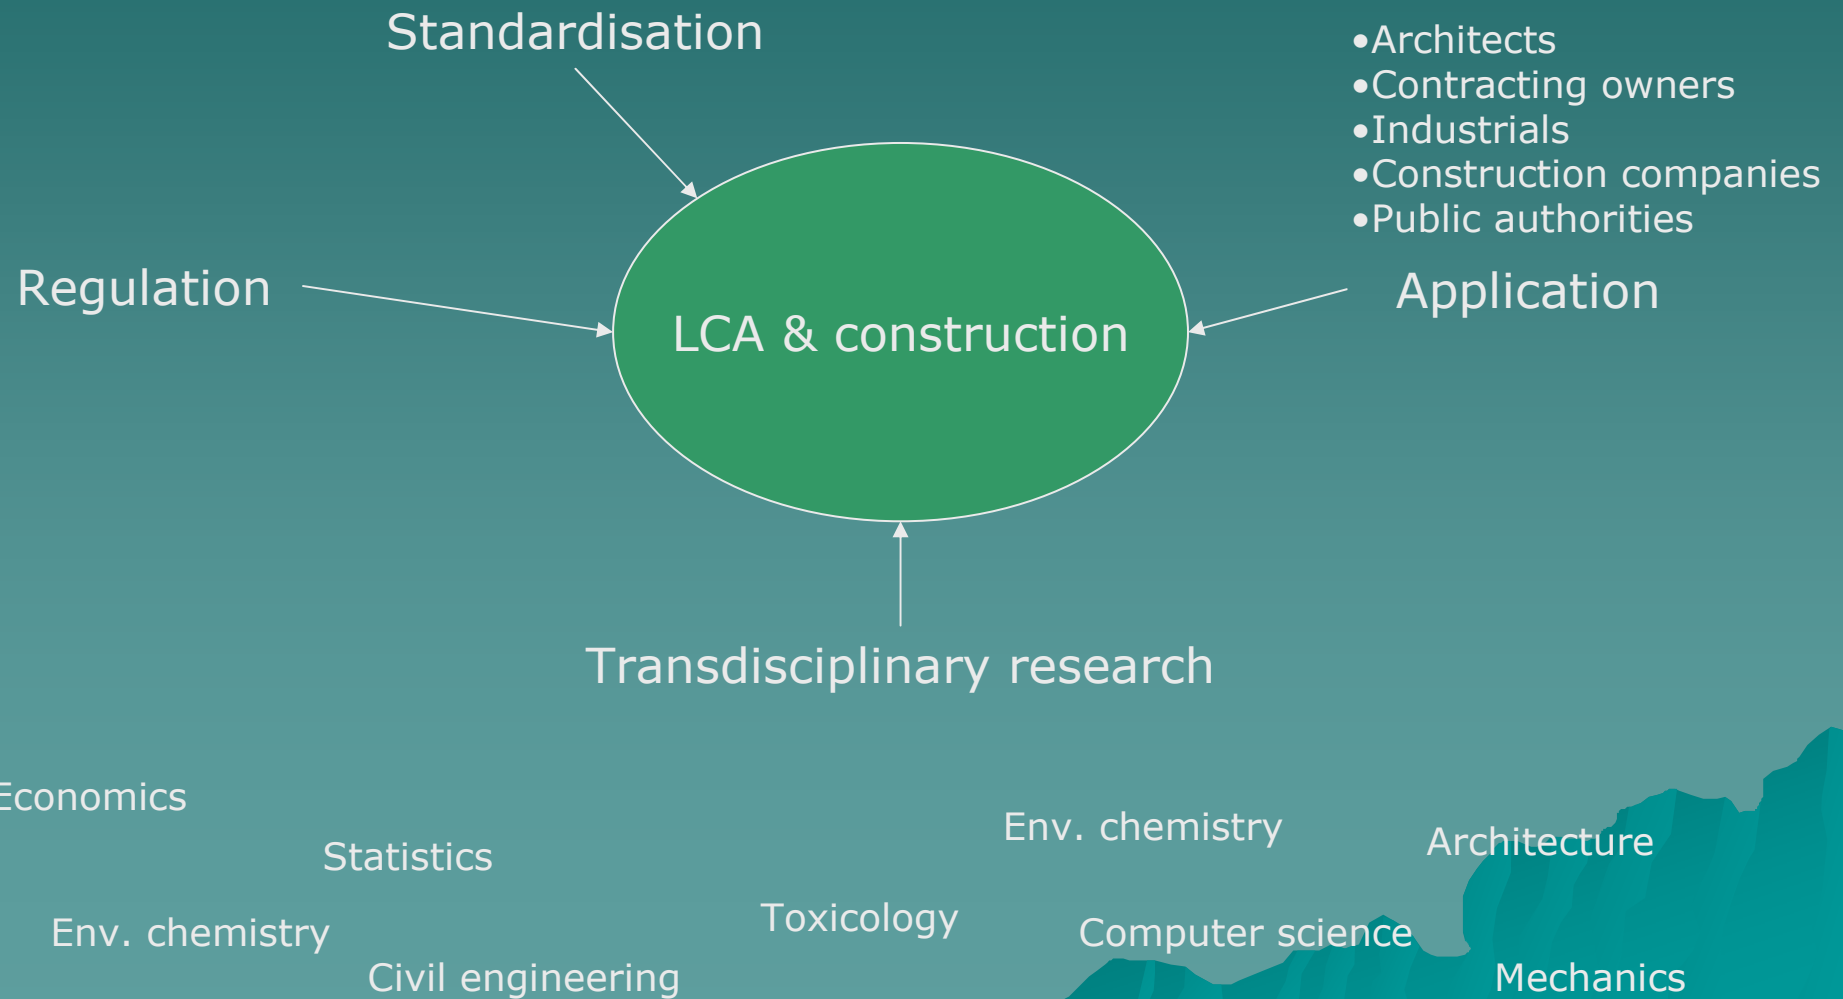 Standardisation
•Architects
•Contracting owners
•Industrials
•Construction companies
•Public authorities
Regulation
Application
LCA & construction
Transdisciplinary research
Economics
Env. chemistry
Architecture
Statistics
Toxicology
Env. chemistry
Computer science
Civil engineering
Mechanics